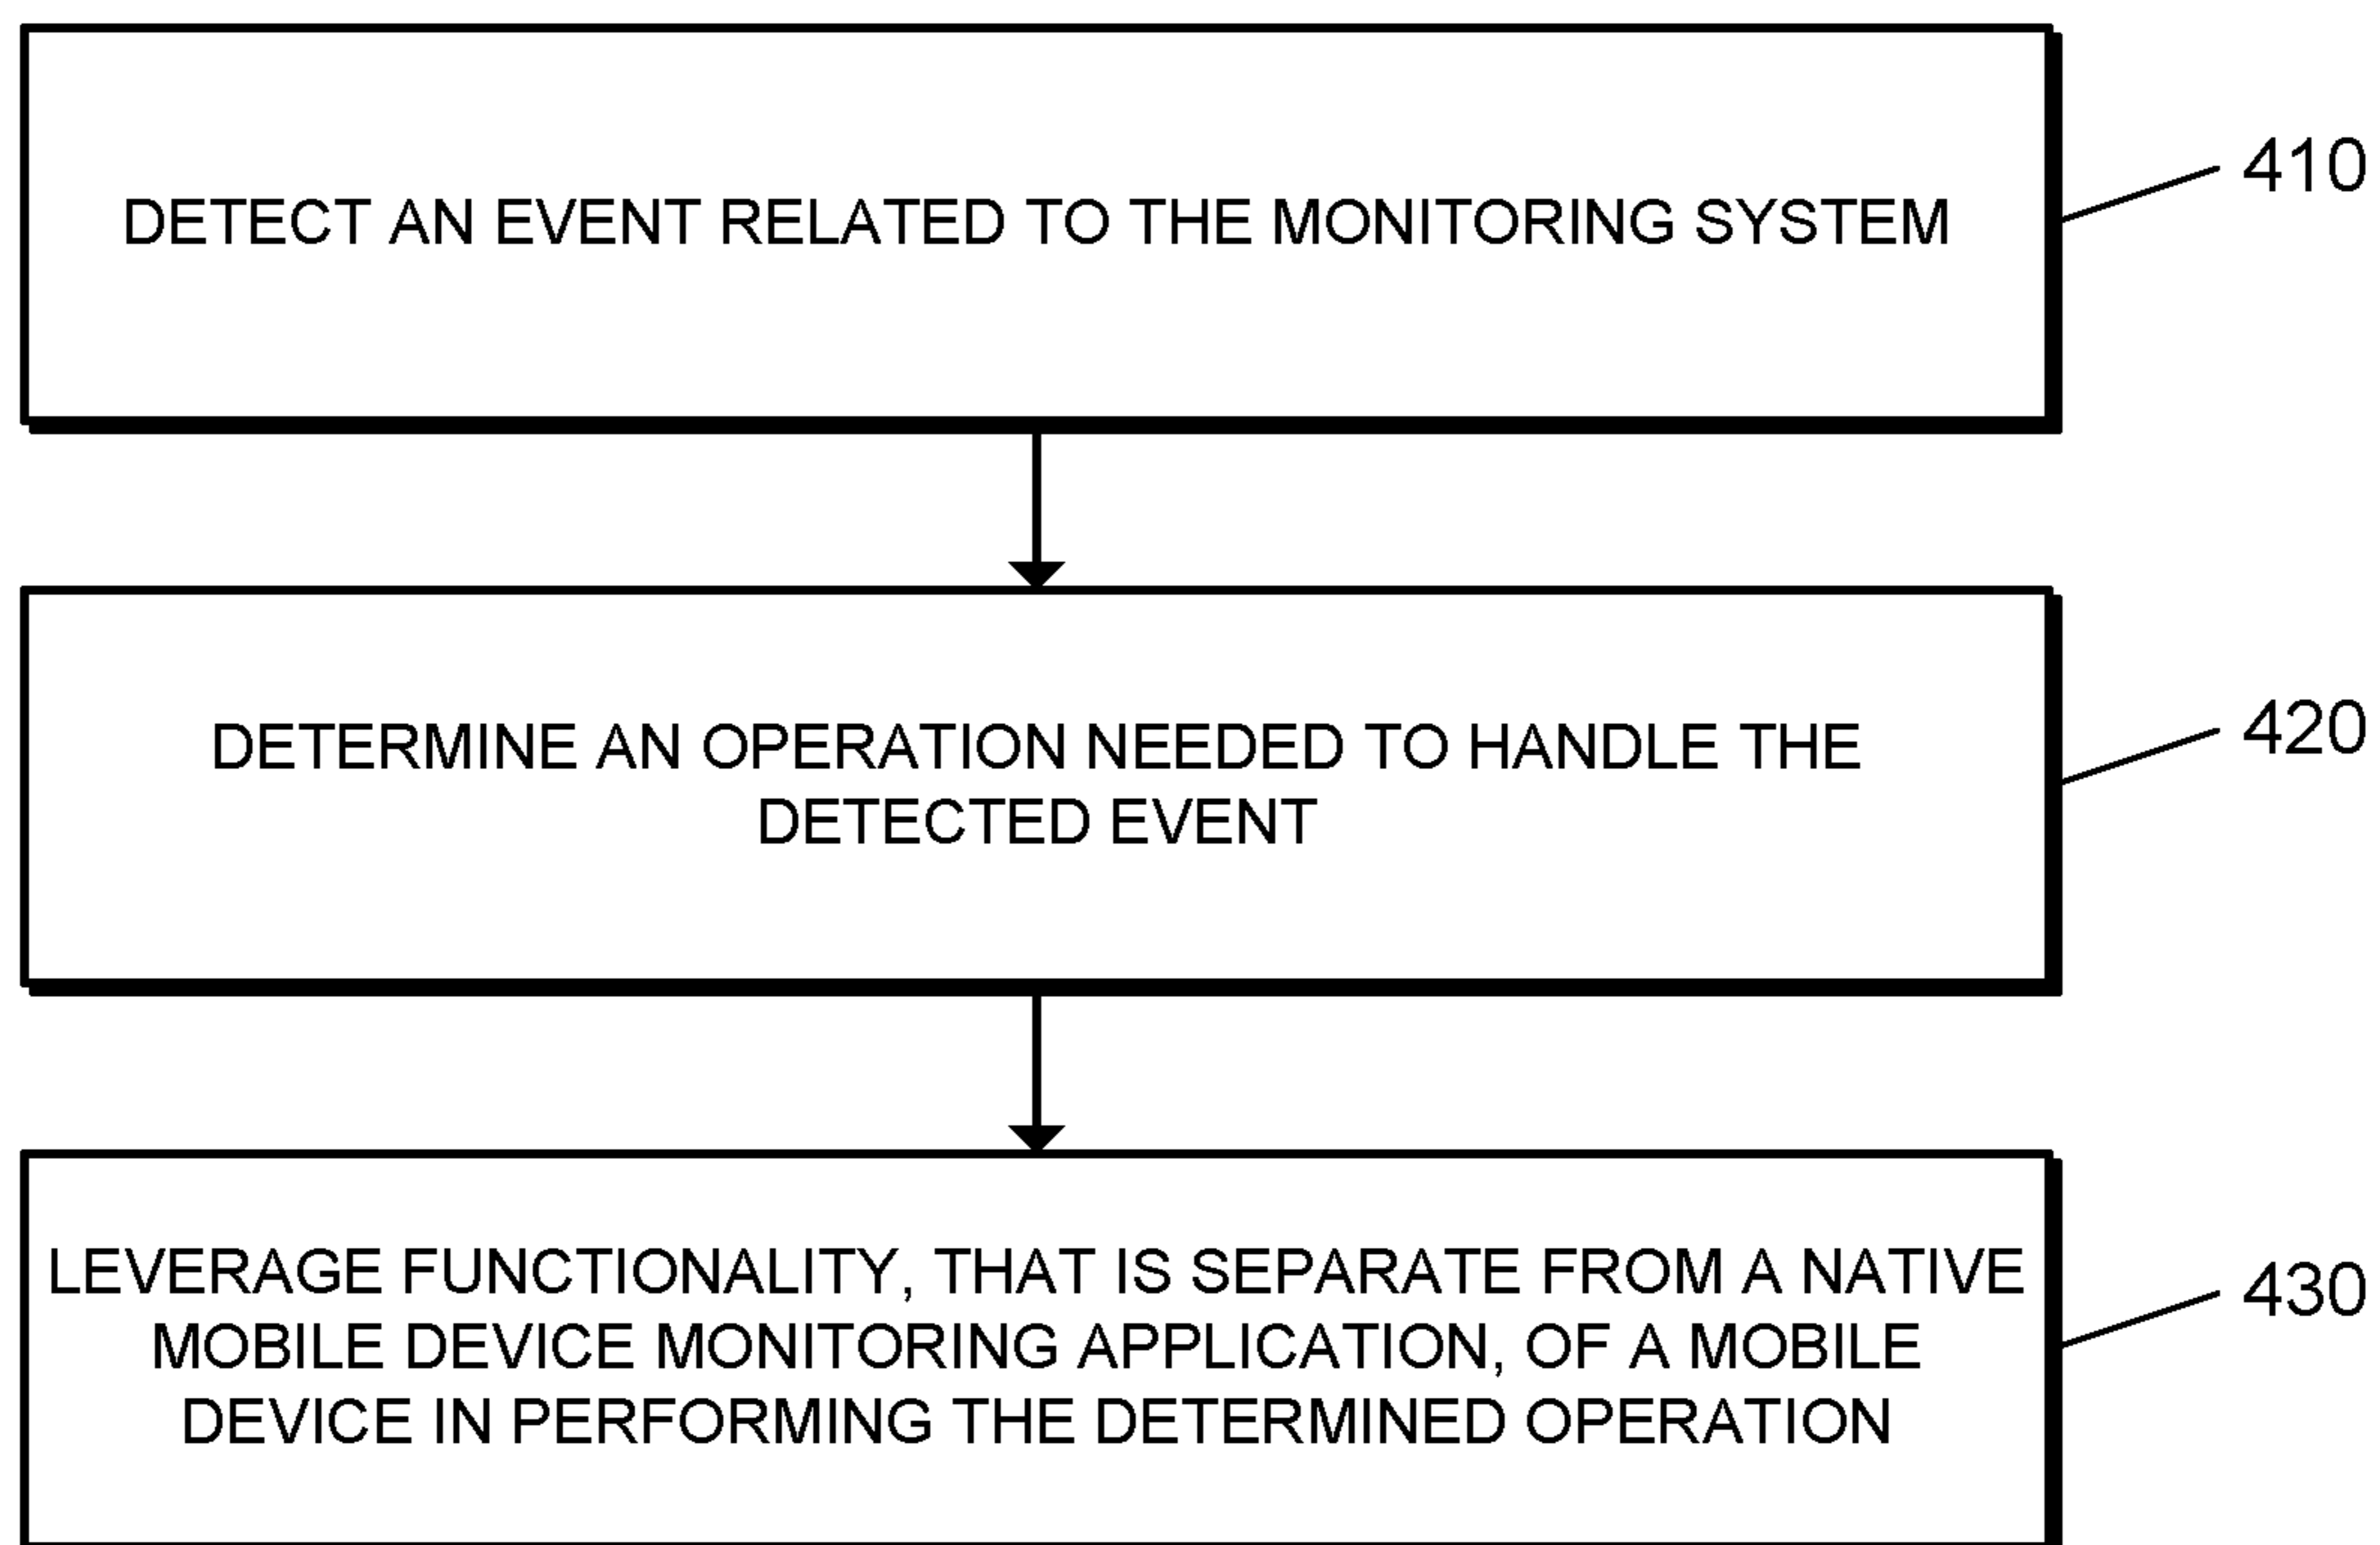 DETECT AN EVENT RELATED TO THE MONITORING SYSTEM
410
DETERMINE AN OPERATION NEEDED TO HANDLE THE
DETECTED EVENT
420
LEVERAGE FUNCTIONALITY, THAT IS SEPARATE FROM A NATIVE
MOBILE DEVICE MONITORING APPLICATION, OF A MOBILE
DEVICE IN PERFORMING THE DETERMINED OPERATION
430